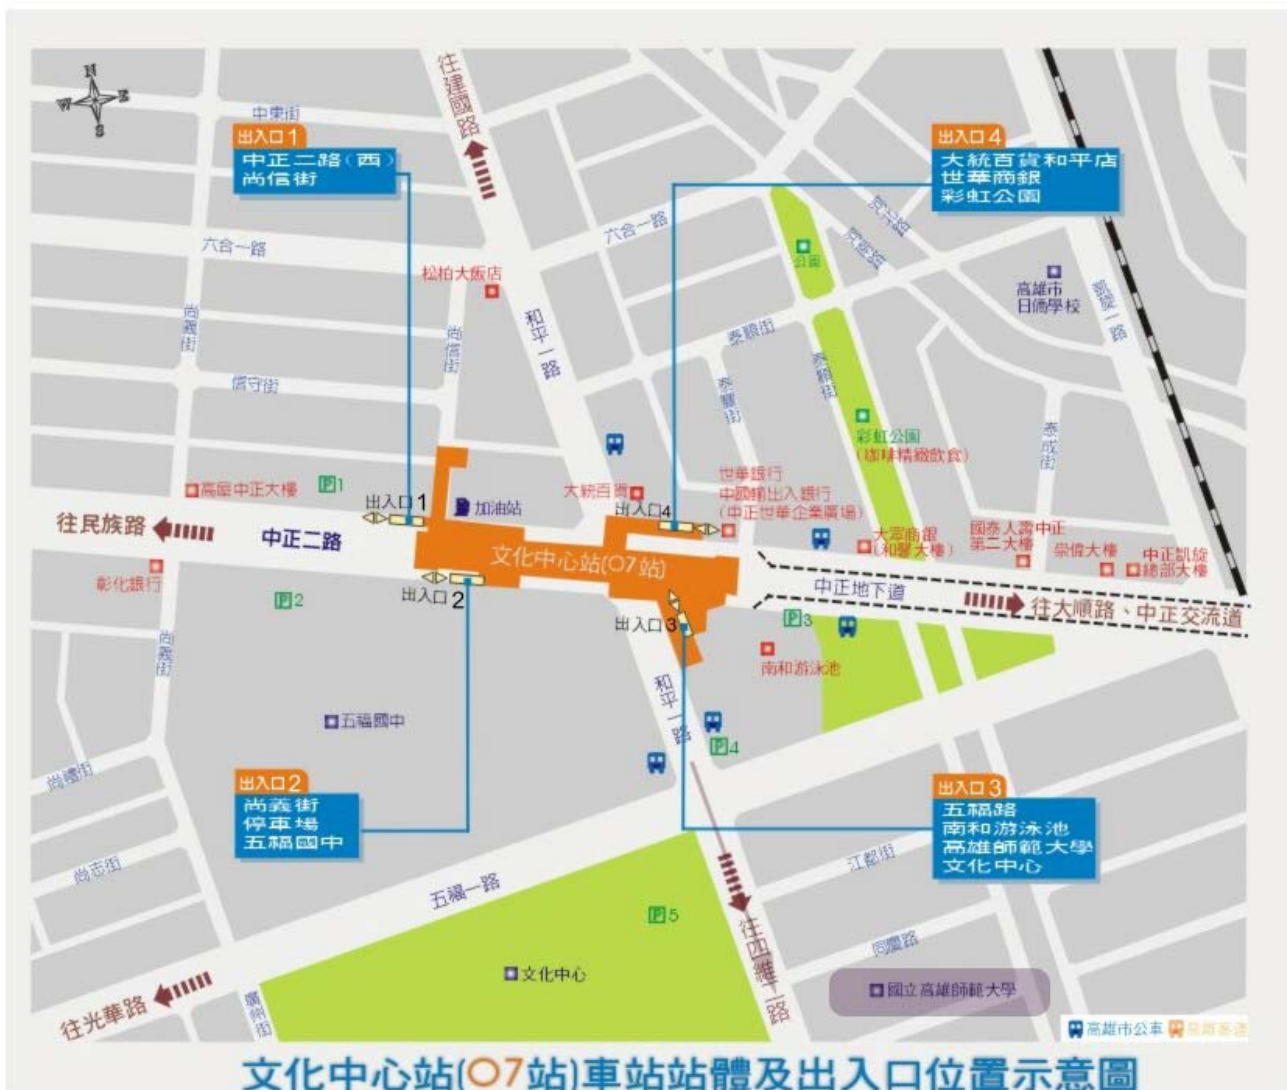 N
W
E
S
中東街
往建國路
出入口1
中正二路(西)
尚信街
出入口4
大統百貨和平店
世華商銀
彩虹公園
六合一路
六合一路
松柏大飯店
公園
高雄市
日僑學校
凱旋一路
尚義街
尚信街
和平一路
泰順街
泰順街
信守街
彩虹公園
(咖啡精緻飲食)
泰成街
高屋中正大樓
P1
出入口1
加油站
大統百貨
出入口4
世華銀行
中國輸出入銀行
(中正世華企業廣場)
往民族路
中正二路
文化中心站(O7站)
大眾商銀
(和馨大樓)
國泰人壽中正
第二大樓
崇偉大樓
中正凱旋
總部大樓
彰化銀行
P2
出入口2
出入口3
中正地下道
往大順路、中正交流道
P3
南和游泳池
尚義街
五福國中
和平一路
P4
尚禮街
出入口2
尚義街
停車場
五福國中
出入口3
五福路
南和游泳池
高雄師範大學
文化中心
尚志街
五福一路
江都街
P5
往四維二路
同慶路
文化中心
國立高雄師範大學
往光華路
廣州街
高雄市公車
高雄客運
文化中心站(O7站)車站站體及出入口位置示意圖